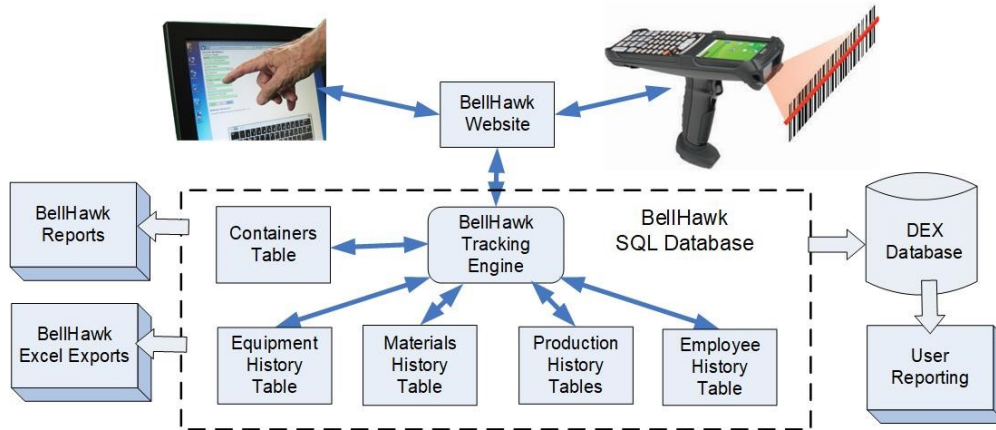 BellHawk
Website
BellHawk
Reports
Containers
Table
BellHawk
Tracking
Engine
BellHawk
SQL Database
DEX
Database
BellHawk
Excel Exports
Equipment
History
Table
Materials
History
Table
Production
History
Tables
Employee
History
Table
User
Reporting